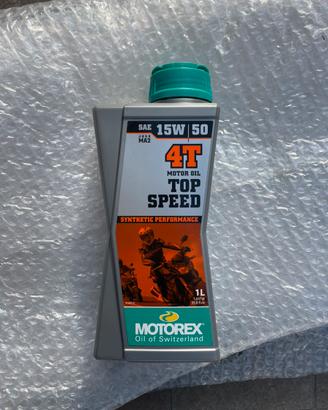 SAE 15W 50
JASO
MA2
4T
MOTOR OIL
TOP
SPEED
SYNTHETIC PERFORMANCE
1L
MOTOREX
Oil of Switzerland